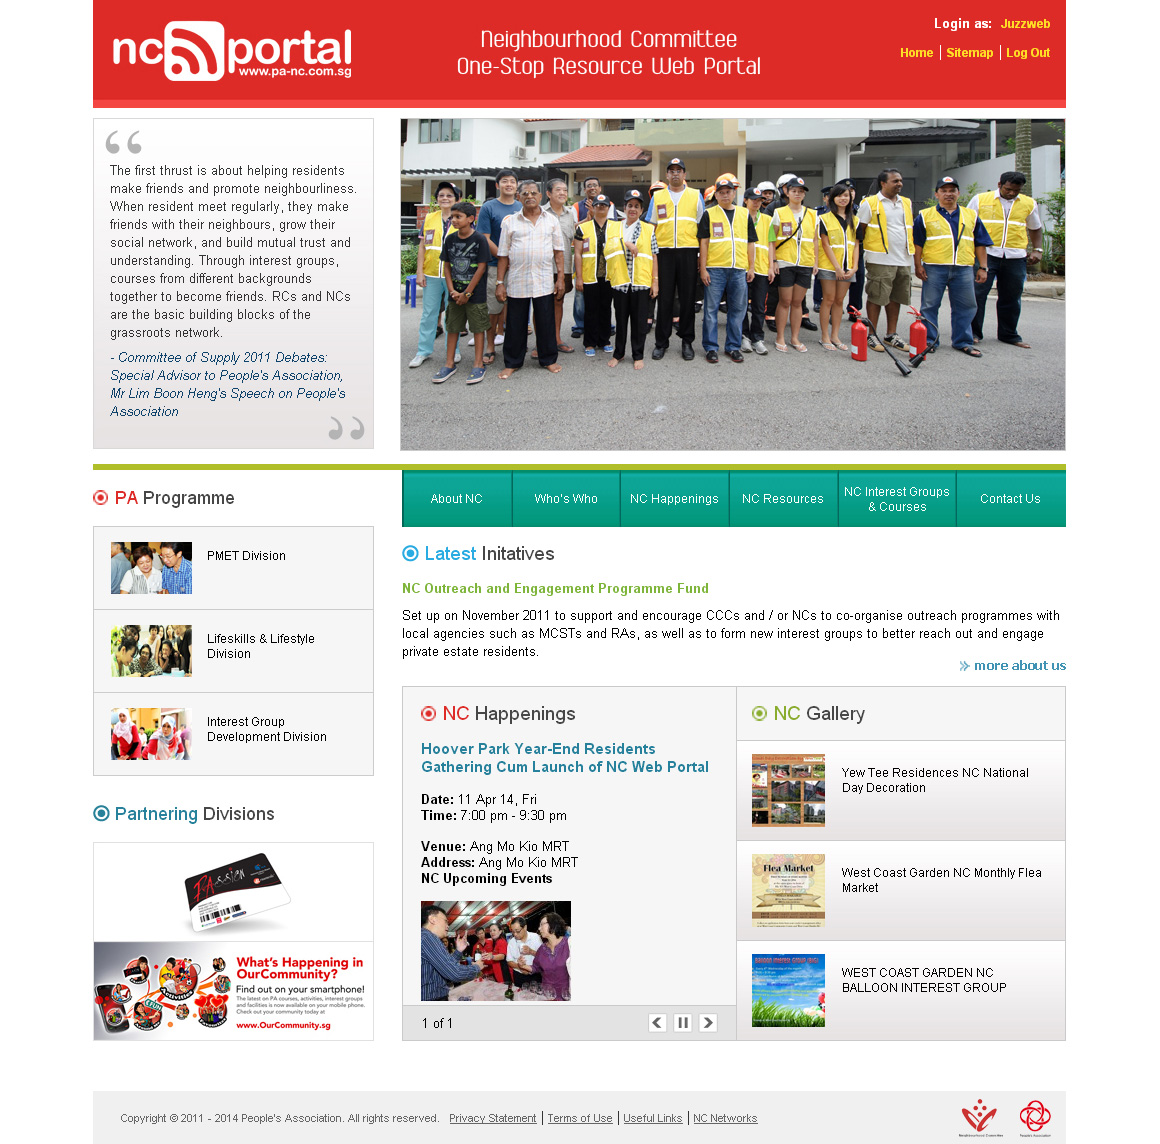 nc portal
www.pa-nc.com.sg
Neighbourhood Committee
One-Stop Resource Web Portal
Login as: Juzzweb
Home | Sitemap | Log Out
The first thrust is about helping residents
make friends and promote neighbourliness.
When resident meet regularly, they make
friends with their neighbours, grow their
social network, and build mutual trust and
understanding. Through interest groups,
courses from different backgrounds
together to become friends. RCs and NCs
are the basic building blocks of the
grassroots network.
- Committee of Supply 2011 Debates:
Special Advisor to People's Association,
Mr Lim Boon Heng's Speech on People's
Association
About NC
Who's Who
NC Happenings
NC Resources
NC Interest Groups
& Courses
Contact Us
PA Programme
PMET Division
Lifeskills & Lifestyle
Division
Interest Group
Development Division
Partnering Divisions
PAssion
What's Happening in
OurCommunity?
Find out on your smartphone!
The latest on PA courses, activities, interest groups
and facilities is now available on your mobile phone.
Check out your community today at
www.OurCommunity.sg
Latest Initatives
NC Outreach and Engagement Programme Fund
Set up on November 2011 to support and encourage CCCs and / or NCs to co-organise outreach programmes with
local agencies such as MCSTs and RAs, as well as to form new interest groups to better reach out and engage
private estate residents.
more about us
NC Happenings
Hoover Park Year-End Residents
Gathering Cum Launch of NC Web Portal
Date: 11 Apr 14, Fri
Time: 7:00 pm - 9:30 pm
Venue: Ang Mo Kio MRT
Address: Ang Mo Kio MRT
NC Upcoming Events
1 of 1
NC Gallery
Yew Tee Residences NC National
Day Decoration
Flea Market
West Coast Garden NC Monthly Flea
Market
WEST COAST GARDEN NC
BALLOON INTEREST GROUP
Copyright © 2011 - 2014 People's Association. All rights reserved. Privacy Statement | Terms of Use | Useful Links | NC Networks
Neighbourhood Committee
People's Association